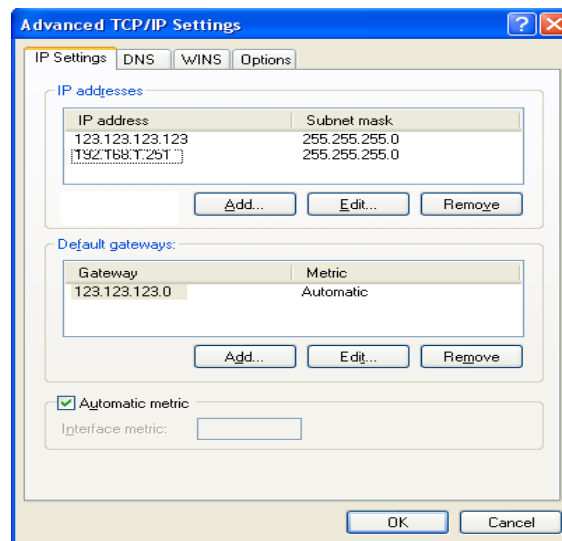 Advanced TCP/IP Settings
IP Settings DNS WINS Options
IP addresses
IP address Subnet mask
123.123.123.123 255.255.255.0
192.168.1.251 255.255.255.0
Add... Edit... Remove
Default gateways:
Gateway Metric
123.123.123.0 Automatic
Add... Edit... Remove
Automatic metric
Interface metric:
OK Cancel